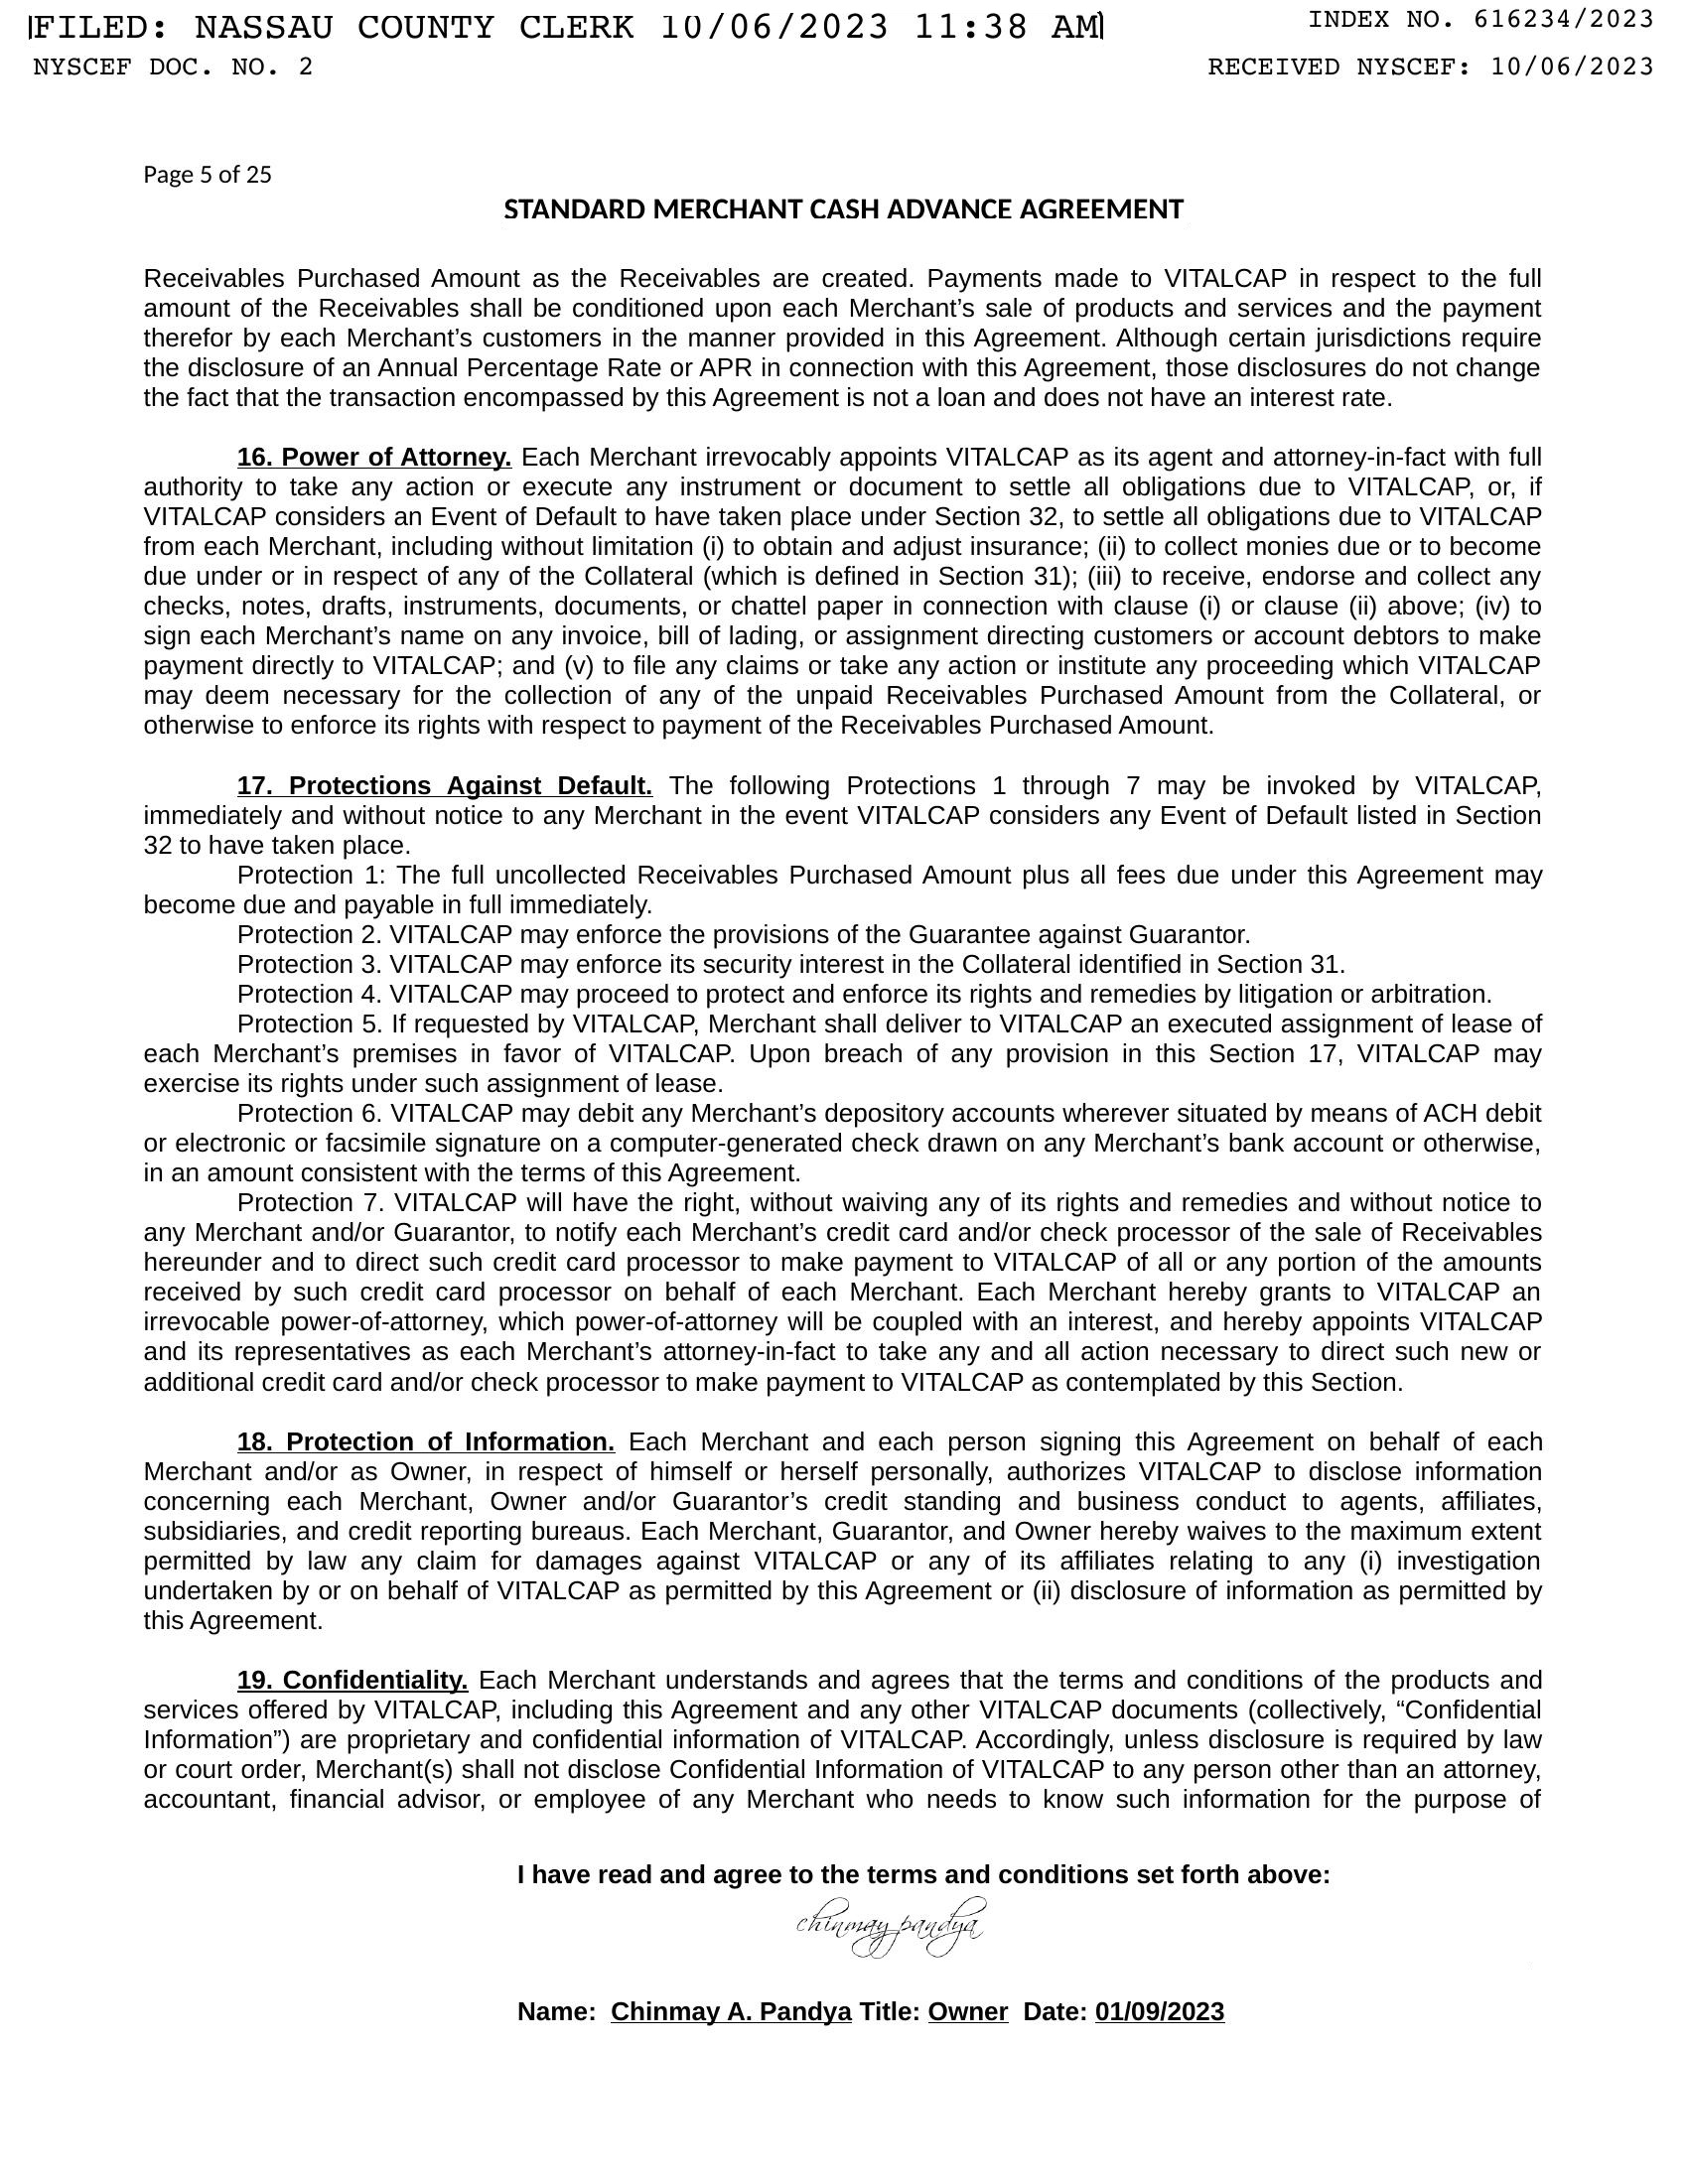 FILED: NASSAU COUNTY CLERK 10/06/2023 11:38 AM
INDEX NO. 616234/2023
NYSCEF DOC. NO. 2
RECEIVED NYSCEF: 10/06/2023
Page 5 of 25
STANDARD MERCHANT CASH ADVANCE AGREEMENT
Receivables Purchased Amount as the Receivables are created. Payments made to VITALCAP in respect to the full
amount of the Receivables shall be conditioned upon each Merchant’s sale of products and services and the payment
therefor by each Merchant’s customers in the manner provided in this Agreement. Although certain jurisdictions require
the disclosure of an Annual Percentage Rate or APR in connection with this Agreement, those disclosures do not change
the fact that the transaction encompassed by this Agreement is not a loan and does not have an interest rate.
16. Power of Attorney. Each Merchant irrevocably appoints VITALCAP as its agent and attorney-in-fact with full
authority to take any action or execute any instrument or document to settle all obligations due to VITALCAP, or, if
VITALCAP considers an Event of Default to have taken place under Section 32, to settle all obligations due to VITALCAP
from each Merchant, including without limitation (i) to obtain and adjust insurance; (ii) to collect monies due or to become
due under or in respect of any of the Collateral (which is defined in Section 31); (iii) to receive, endorse and collect any
checks, notes, drafts, instruments, documents, or chattel paper in connection with clause (i) or clause (ii) above; (iv) to
sign each Merchant’s name on any invoice, bill of lading, or assignment directing customers or account debtors to make
payment directly to VITALCAP; and (v) to file any claims or take any action or institute any proceeding which VITALCAP
may deem necessary for the collection of any of the unpaid Receivables Purchased Amount from the Collateral, or
otherwise to enforce its rights with respect to payment of the Receivables Purchased Amount.
17. Protections Against Default. The following Protections 1 through 7 may be invoked by VITALCAP,
immediately and without notice to any Merchant in the event VITALCAP considers any Event of Default listed in Section
32 to have taken place.
Protection 1: The full uncollected Receivables Purchased Amount plus all fees due under this Agreement may
become due and payable in full immediately.
Protection 2. VITALCAP may enforce the provisions of the Guarantee against Guarantor.
Protection 3. VITALCAP may enforce its security interest in the Collateral identified in Section 31.
Protection 4. VITALCAP may proceed to protect and enforce its rights and remedies by litigation or arbitration.
Protection 5. If requested by VITALCAP, Merchant shall deliver to VITALCAP an executed assignment of lease of
each Merchant’s premises in favor of VITALCAP. Upon breach of any provision in this Section 17, VITALCAP may
exercise its rights under such assignment of lease.
Protection 6. VITALCAP may debit any Merchant’s depository accounts wherever situated by means of ACH debit
or electronic or facsimile signature on a computer-generated check drawn on any Merchant’s bank account or otherwise,
in an amount consistent with the terms of this Agreement.
Protection 7. VITALCAP will have the right, without waiving any of its rights and remedies and without notice to
any Merchant and/or Guarantor, to notify each Merchant’s credit card and/or check processor of the sale of Receivables
hereunder and to direct such credit card processor to make payment to VITALCAP of all or any portion of the amounts
received by such credit card processor on behalf of each Merchant. Each Merchant hereby grants to VITALCAP an
irrevocable power-of-attorney, which power-of-attorney will be coupled with an interest, and hereby appoints VITALCAP
and its representatives as each Merchant’s attorney-in-fact to take any and all action necessary to direct such new or
additional credit card and/or check processor to make payment to VITALCAP as contemplated by this Section.
18. Protection of Information. Each Merchant and each person signing this Agreement on behalf of each
Merchant and/or as Owner, in respect of himself or herself personally, authorizes VITALCAP to disclose information
concerning each Merchant, Owner and/or Guarantor’s credit standing and business conduct to agents, affiliates,
subsidiaries, and credit reporting bureaus. Each Merchant, Guarantor, and Owner hereby waives to the maximum extent
permitted by law any claim for damages against VITALCAP or any of its affiliates relating to any (i) investigation
undertaken by or on behalf of VITALCAP as permitted by this Agreement or (ii) disclosure of information as permitted by
this Agreement.
19. Confidentiality. Each Merchant understands and agrees that the terms and conditions of the products and
services offered by VITALCAP, including this Agreement and any other VITALCAP documents (collectively, “Confidential
Information”) are proprietary and confidential information of VITALCAP. Accordingly, unless disclosure is required by law
or court order, Merchant(s) shall not disclose Confidential Information of VITALCAP to any person other than an attorney,
accountant, financial advisor, or employee of any Merchant who needs to know such information for the purpose of
I have read and agree to the terms and conditions set forth above:
chinmay pandya
Name: Chinmay A. Pandya Title: Owner Date: 01/09/2023